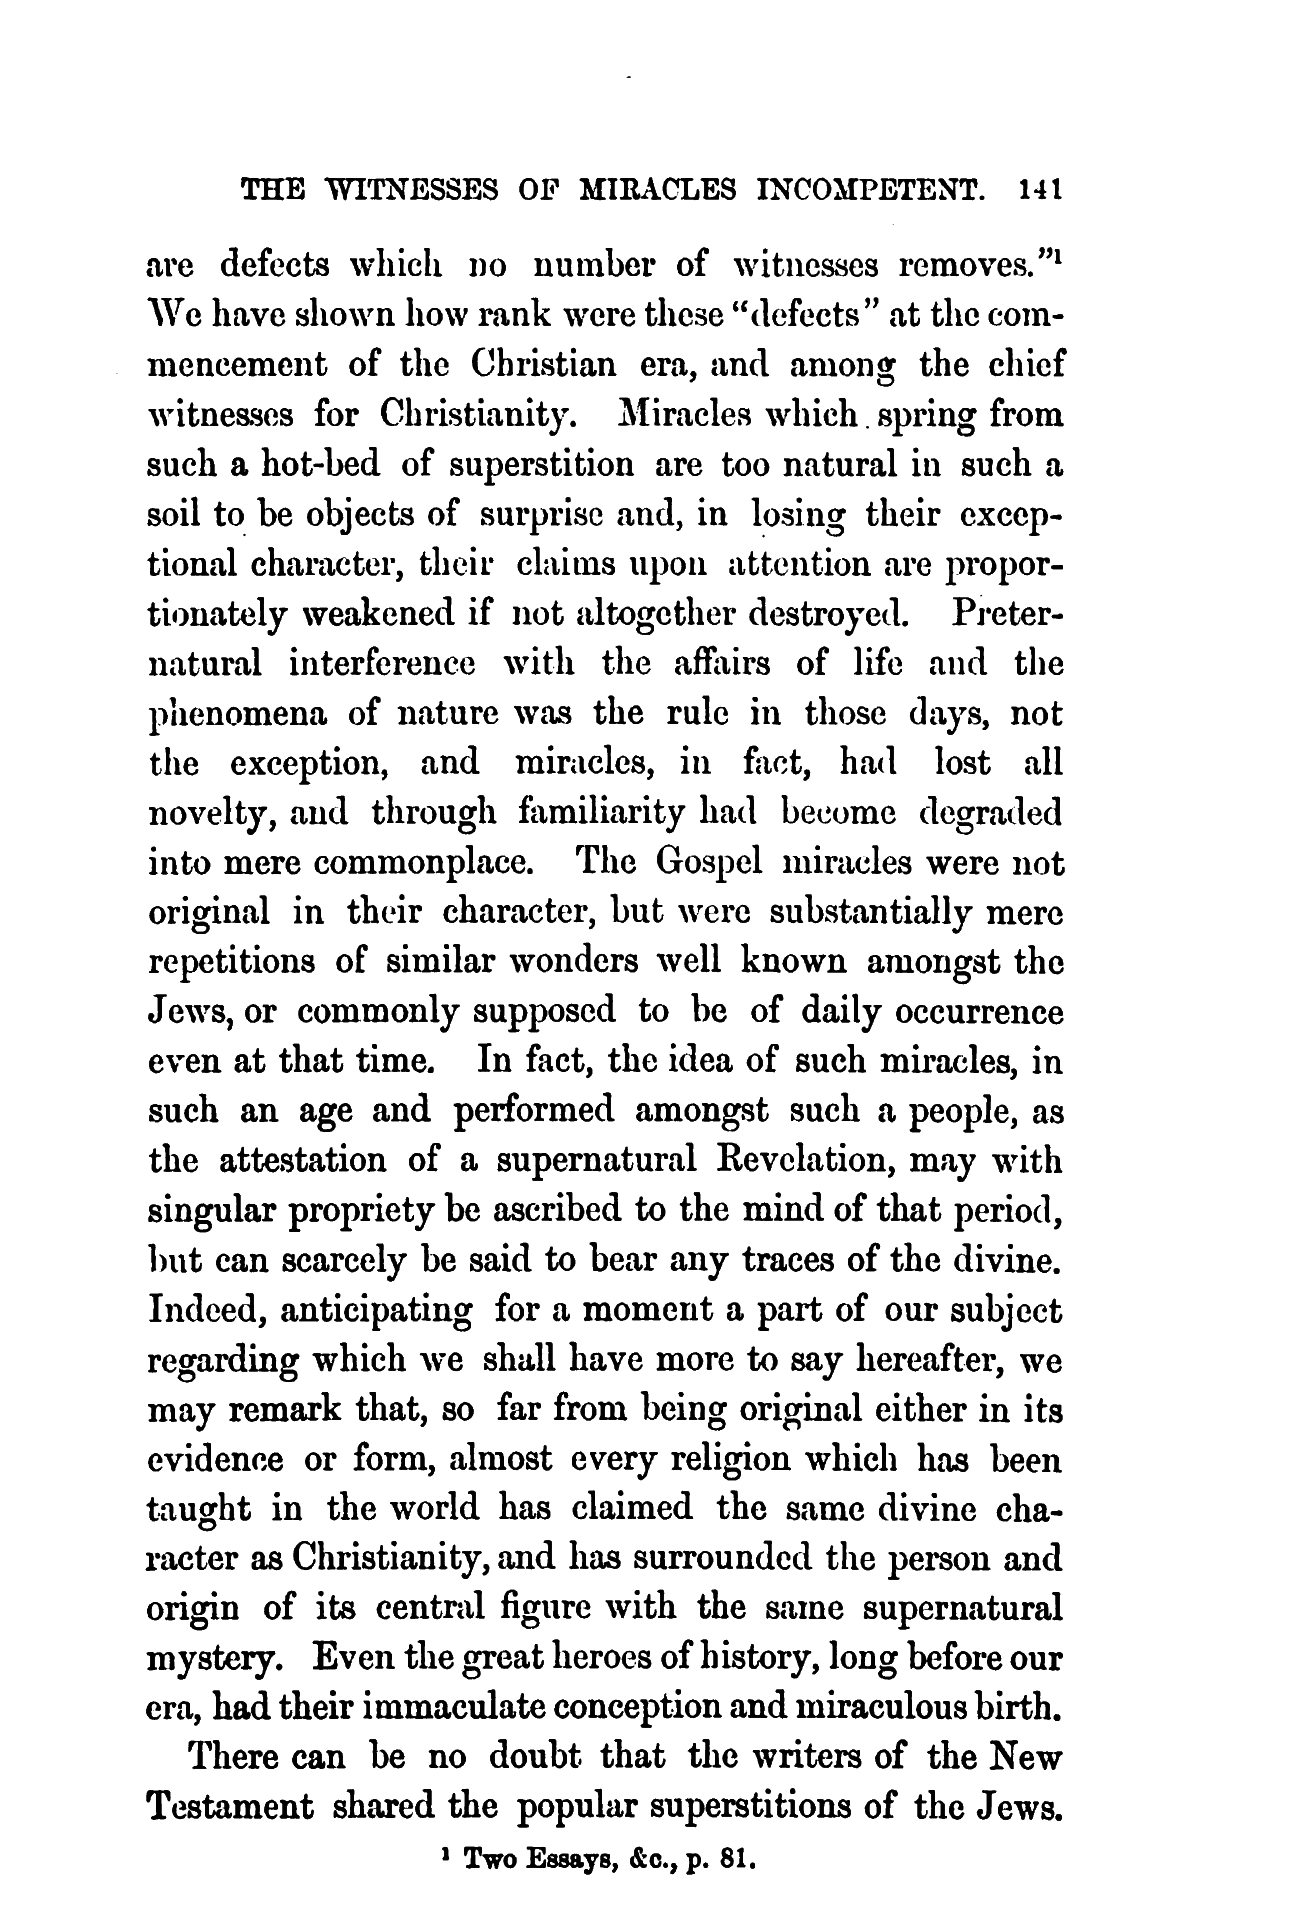 THE WITNESSES OF MIRACLES INCOMPETENT. 141
are defects which no number of witnesses removes."¹
We have shown how rank were these "defects" at the com-
mencement of the Christian era, and among the chief
witnesses for Christianity. Miracles which spring from
such a hot-bed of superstition are too natural in such a
soil to be objects of surprise and, in losing their excep-
tional character, their claims upon attention are propor-
tionately weakened if not altogether destroyed. Preter-
natural interference with the affairs of life and the
phenomena of nature was the rule in those days, not
the exception, and miracles, in fact, had lost all
novelty, and through familiarity had become degraded
into mere commonplace. The Gospel miracles were not
original in their character, but were substantially mere
repetitions of similar wonders well known amongst the
Jews, or commonly supposed to be of daily occurrence
even at that time. In fact, the idea of such miracles, in
such an age and performed amongst such a people, as
the attestation of a supernatural Revelation, may with
singular propriety be ascribed to the mind of that period,
but can scarcely be said to bear any traces of the divine.
Indeed, anticipating for a moment a part of our subject
regarding which we shall have more to say hereafter, we
may remark that, so far from being original either in its
evidence or form, almost every religion which has been
taught in the world has claimed the same divine cha-
racter as Christianity, and has surrounded the person and
origin of its central figure with the same supernatural
mystery. Even the great heroes of history, long before our
era, had their immaculate conception and miraculous birth.
There can be no doubt that the writers of the New
Testament shared the popular superstitions of the Jews.
¹ Two Essays, &c., p. 81.